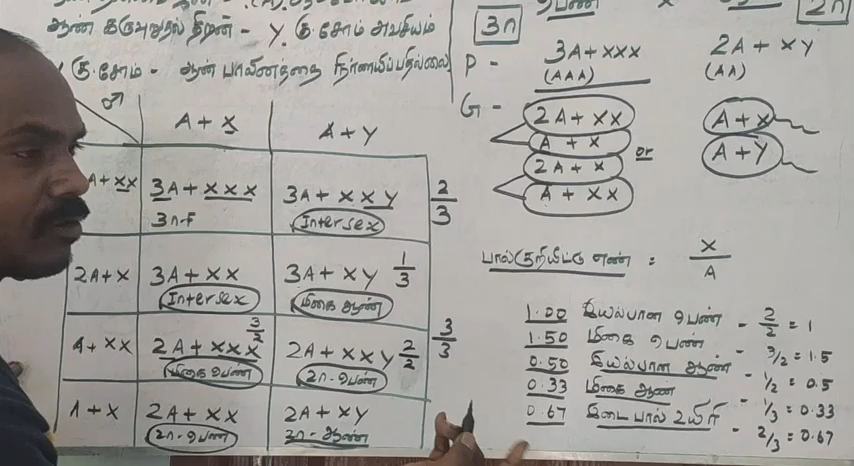 ஆண் கருவுறுதல் திறன் - Y. கு. சோம் அவசியம்
Y கு. சோம் - ஆண் பாலினத்தை நிர்ணயிப்பதில்லை
3n
பெண்
x
2n
P - 3A + xxx 2A + xy
(AAA) (AA)
G - 2A + xx A + x
A + x or A + y
2A + x
A + xx
♂ A + x A + y
A + xx 3A + xxx 3A + xxy 2/3
3n-F Intersex
2A + x 3A + xx 3A + xy 1/3
Intersex மிகை ஆண்
A + xx 2A + xxx 3/2 2A + xxy 2/2 3/3
மிகை பெண் 2n-பெண்
A + x 2A + xx 2A + xy
2n-பெண் 2n-ஆண்
பால் குறியீட்டு எண் : x/A
1.00 இயல்பான பெண் - 2/2 = 1
1.50 மிகை பெண் - 3/2 = 1.5
0.50 இயல்பான ஆண் - 1/2 = 0.5
0.33 மிகை ஆண் - 1/3 = 0.33
0.67 இடைபால் உயிரி - 2/3 = 0.67